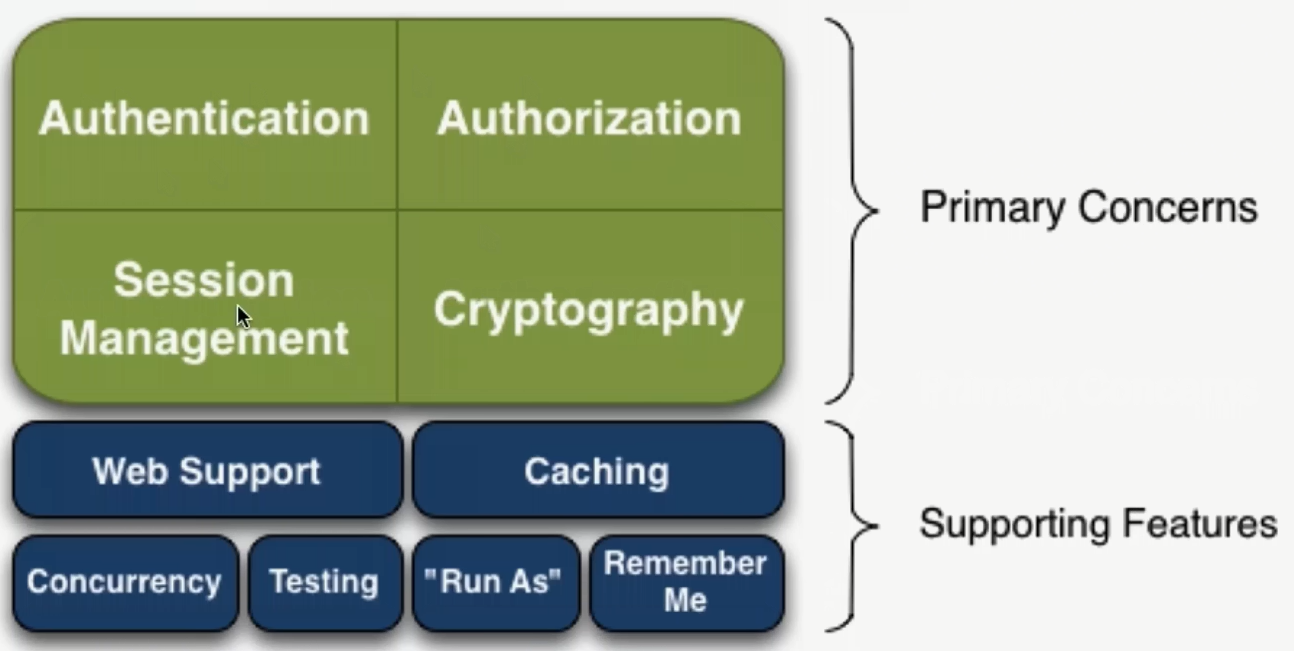 Authentication
Authorization
Session
Management
Cryptography
Primary Concerns
Web Support
Caching
Concurrency
Testing
"Run As"
Remember
Me
Supporting Features